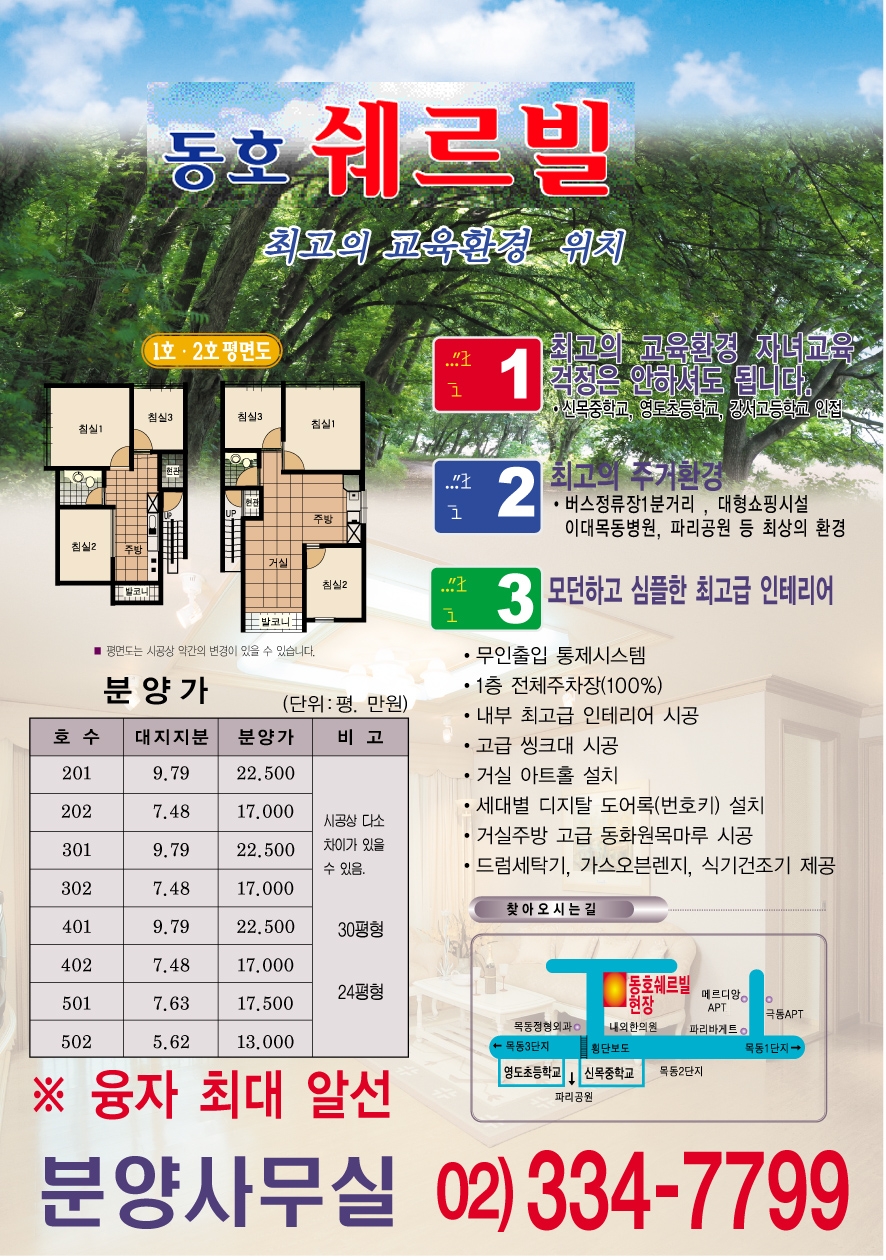 동호 쉐르빌
최고의 교육환경 위치
1호·2호평면도
침실1
침실3
현관
UP
침실2
주방
발코니
침실3
침실1
UP
현관
주방
거실
침실2
발코니
■ 평면도는 시공상 약간의 변경이 있을 수 있습니다.
1
최고의 교육환경 자녀교육
걱정은 안하셔도 됩니다.
• 신목중학교, 영도초등학교, 강서고등학교 인접
2
최고의 주거환경
• 버스정류장1분거리 , 대형쇼핑시설
이대목동병원, 파리공원 등 최상의 환경
3
모던하고 심플한 최고급 인테리어
• 무인출입 통제시스템
• 1층 전체주차장(100%)
• 내부 최고급 인테리어 시공
• 고급 씽크대 시공
• 거실 아트홀 설치
• 세대별 디지탈 도어록(번호키) 설치
• 거실주방 고급 동화원목마루 시공
• 드럼세탁기, 가스오븐렌지, 식기건조기 제공
분양가
(단위:평. 만원)
호 수 대지지분 분양가 비 고
201 9.79 22.500
202 7.48 17.000
301 9.79 22.500
302 7.48 17.000
401 9.79 22.500
402 7.48 17.000
501 7.63 17.500
502 5.62 13.000
시공상 다소
차이가 있을
수 있음.
30평형
24평형
찾아오시는길
동호쉐르빌
현장
메르디앙
APT
극동APT
목동정형외과
내외한의원
파리바게트
← 목동3단지
횡단보도
목동1단지→
영도초등학교
신목중학교
목동2단지
↓
파리공원
※ 융자 최대 알선
분양사무실 02)334-7799